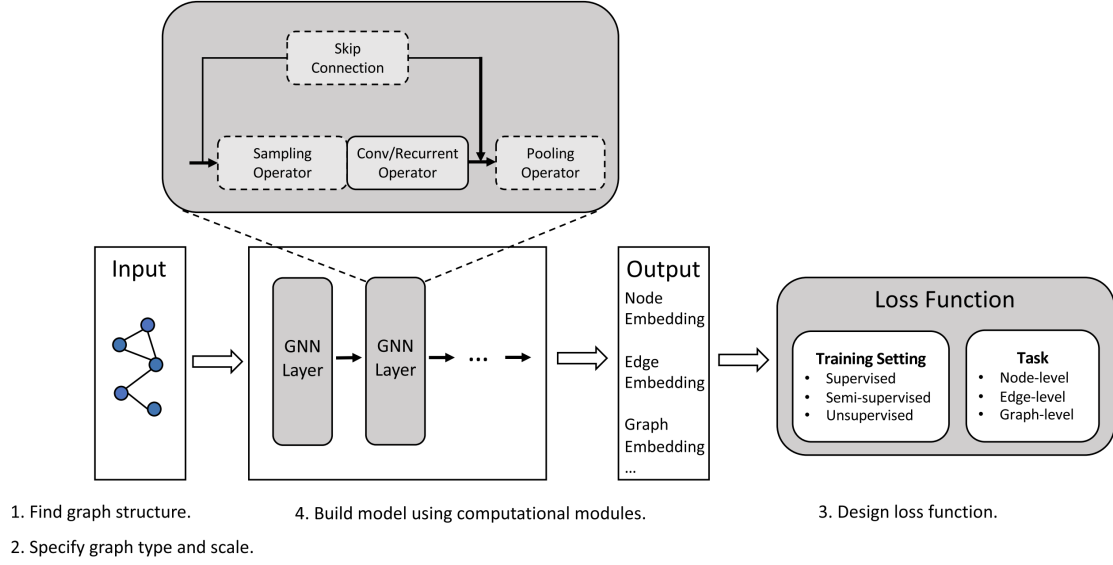 Skip
Connection
Sampling
Operator
Conv/Recurrent
Operator
Pooling
Operator
Input
GNN
Layer
GNN
Layer
...
Output
Node
Embedding
Edge
Embedding
Graph
Embedding
...
Loss Function
Training Setting
• Supervised
• Semi-supervised
• Unsupervised
Task
• Node-level
• Edge-level
• Graph-level
1. Find graph structure.
2. Specify graph type and scale.
4. Build model using computational modules.
3. Design loss function.